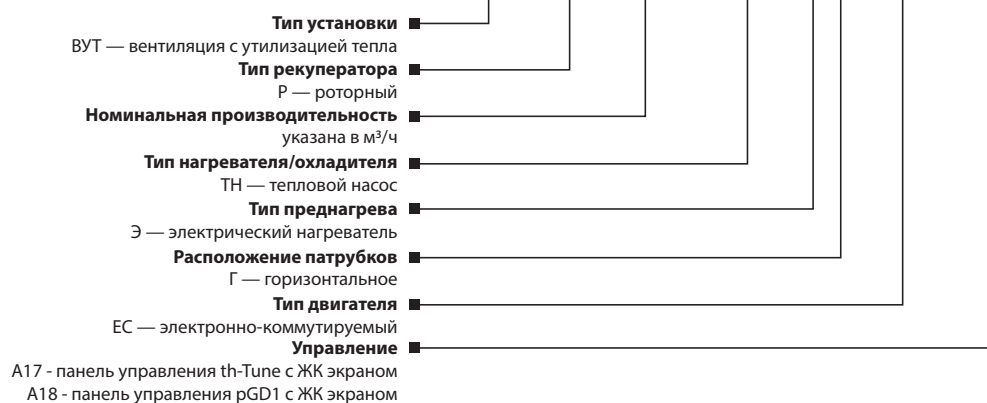 Тип установки
ВУТ — вентиляция с утилизацией тепла
Тип рекуператора
Р — роторный
Номинальная производительность
указана в м³/ч
Тип нагревателя/охладителя
ТН — тепловой насос
Тип преднагрева
Э — электрический нагреватель
Расположение патрубков
Г — горизонтальное
Тип двигателя
ЕС — электронно-коммутируемый
Управление
А17 - панель управления th-Tune с ЖК экраном
А18 - панель управления pGD1 с ЖК экраном